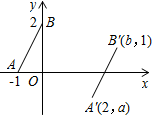 y
2 B
B'(b,1)
A
-1 O x
A'(2,a)